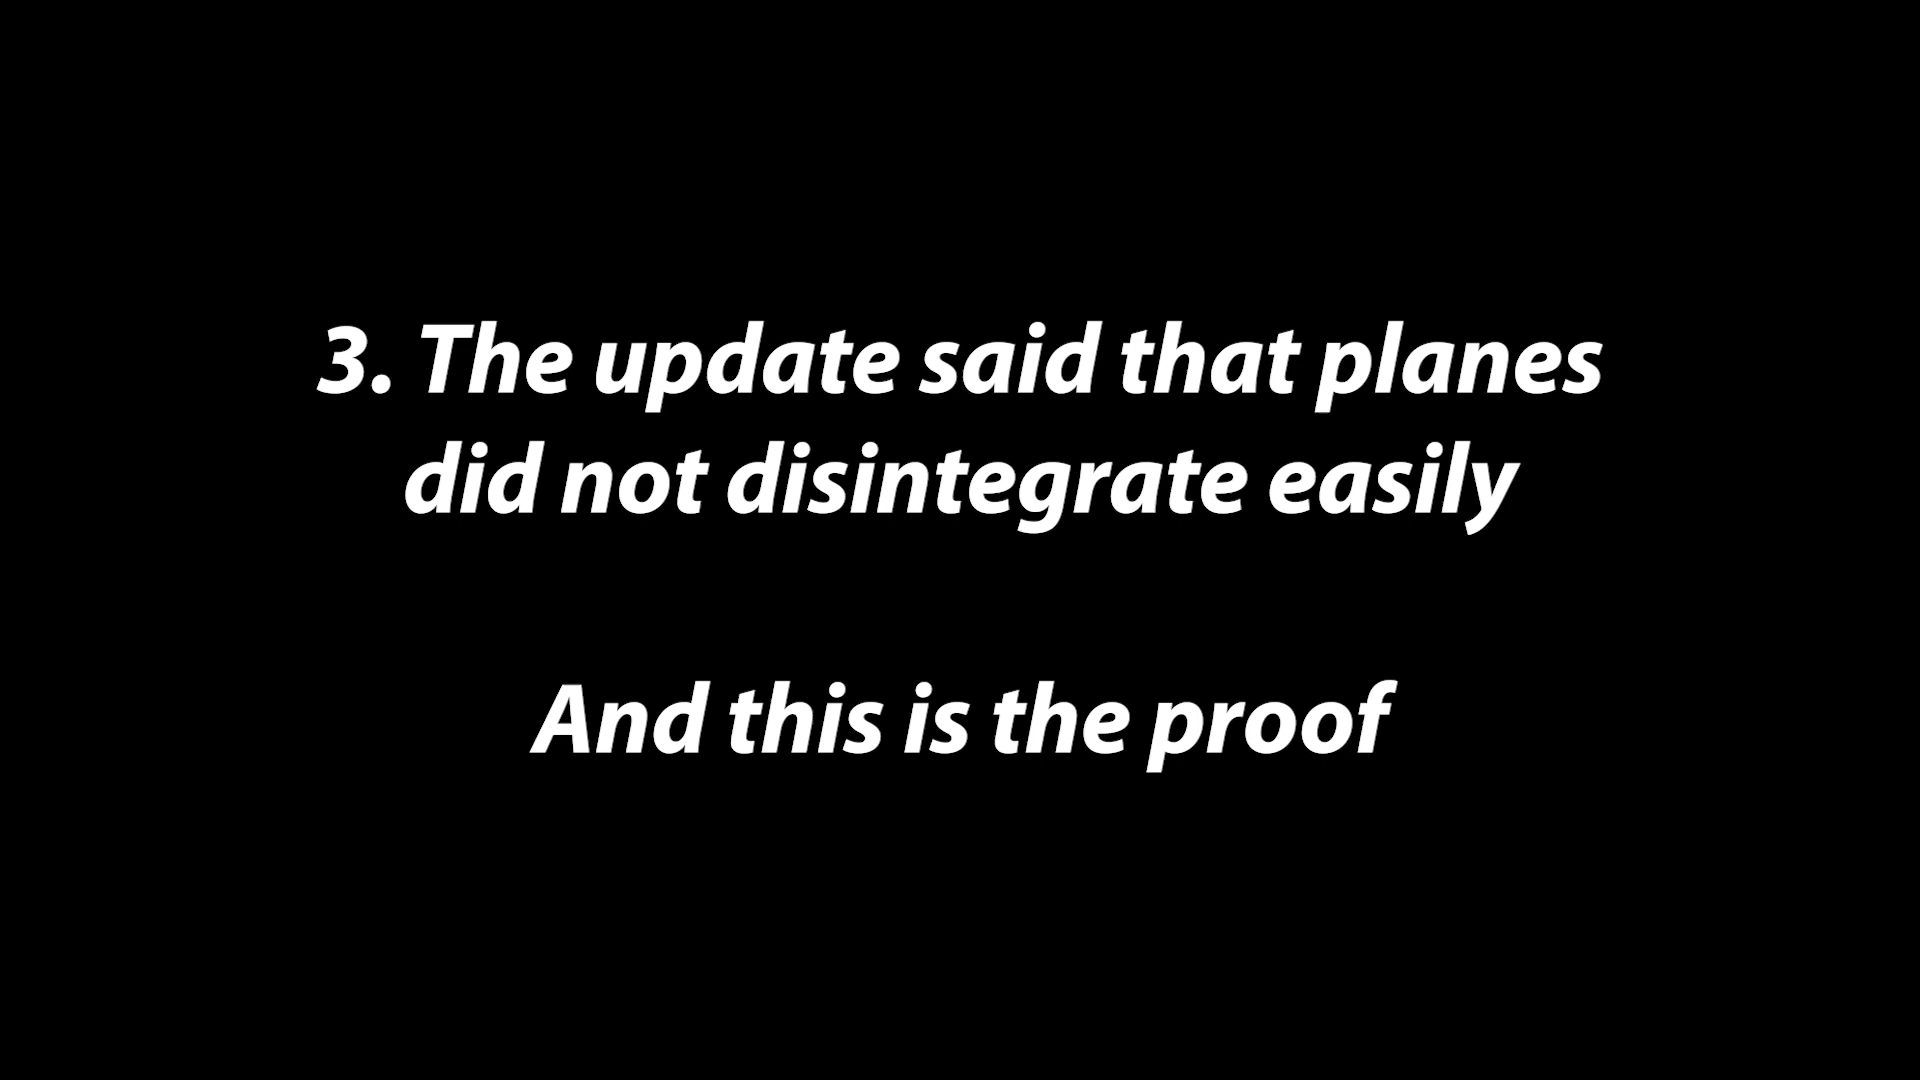 3. The update said that planes
did not disintegrate easily
And this is the proof